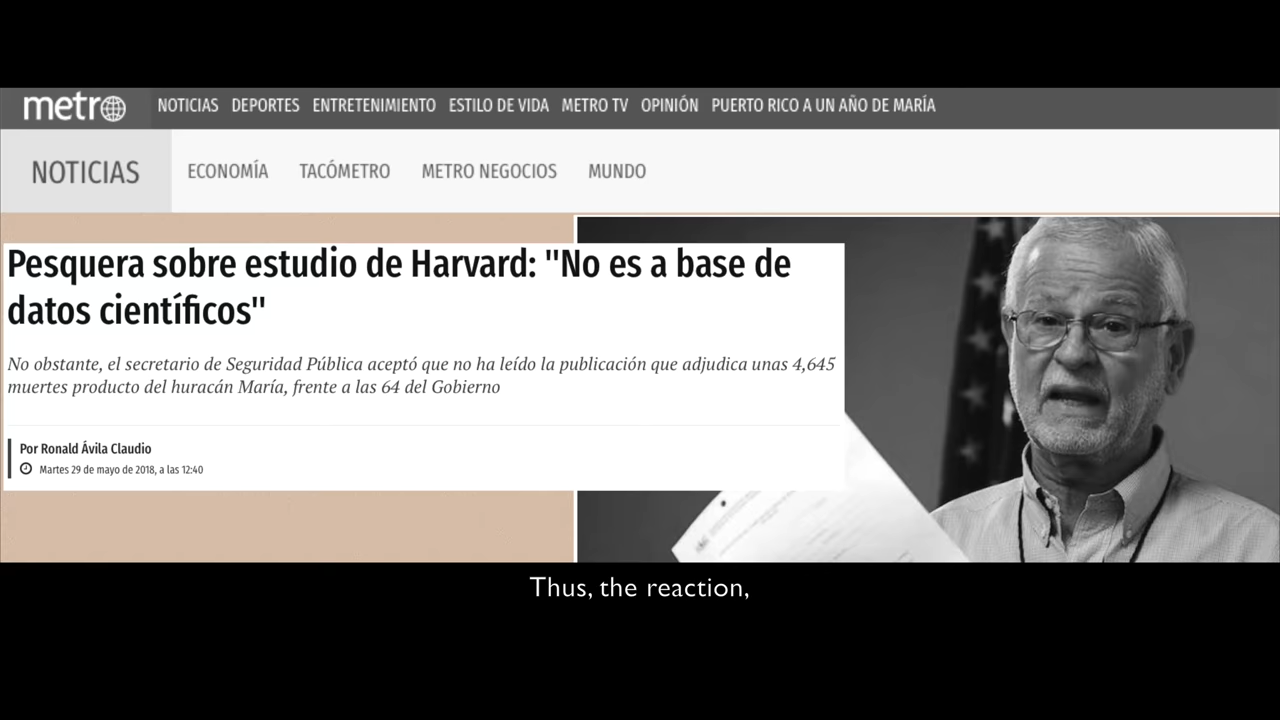 metro
NOTICIAS DEPORTES ENTRETENIMIENTO ESTILO DE VIDA METRO TV OPINIÓN PUERTO RICO A UN AÑO DE MARÍA
NOTICIAS ECONOMÍA TACÓMETRO METRO NEGOCIOS MUNDO
Pesquera sobre estudio de Harvard: "No es a base de
datos científicos"
No obstante, el secretario de Seguridad Pública aceptó que no ha leído la publicación que adjudica unas 4,645
muertes producto del huracán María, frente a las 64 del Gobierno
Por Ronald Ávila Claudio
Martes 29 de mayo de 2018, a las 12:40
Thus, the reaction,